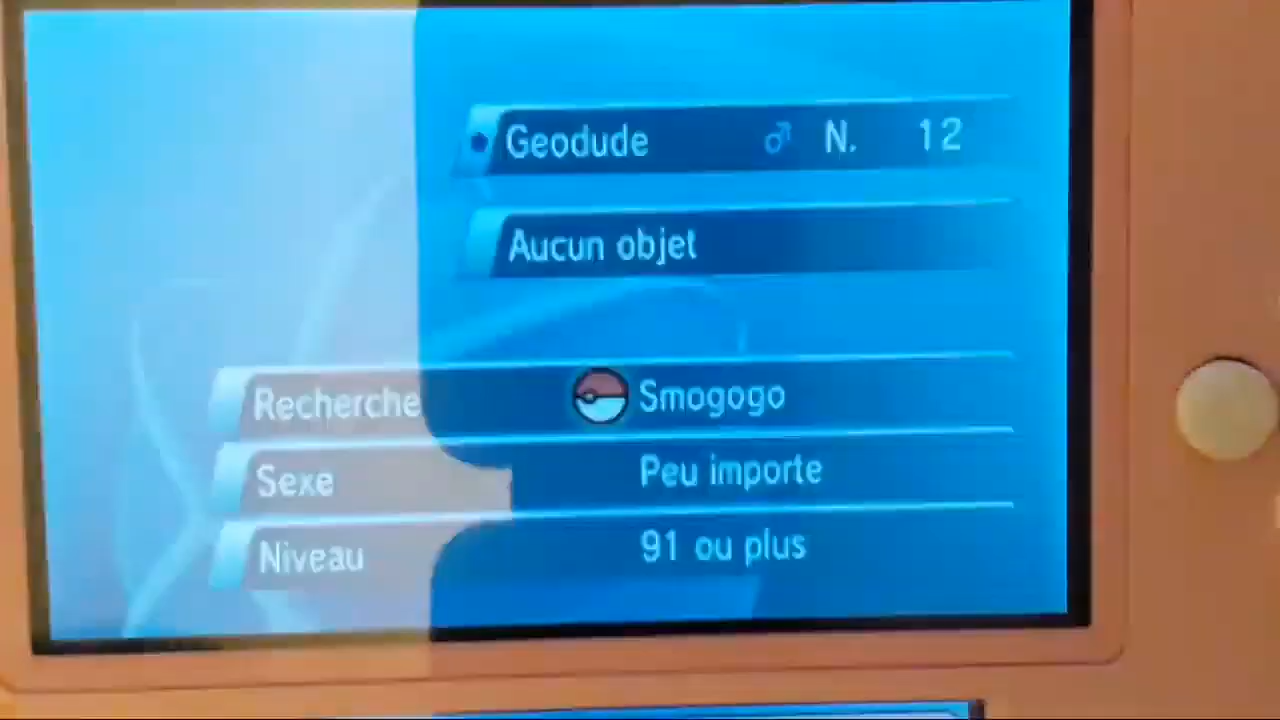 Geodude ♂ N. 12
Aucun objet
Recherche Smogogo
Sexe Peu importe
Niveau 91 ou plus